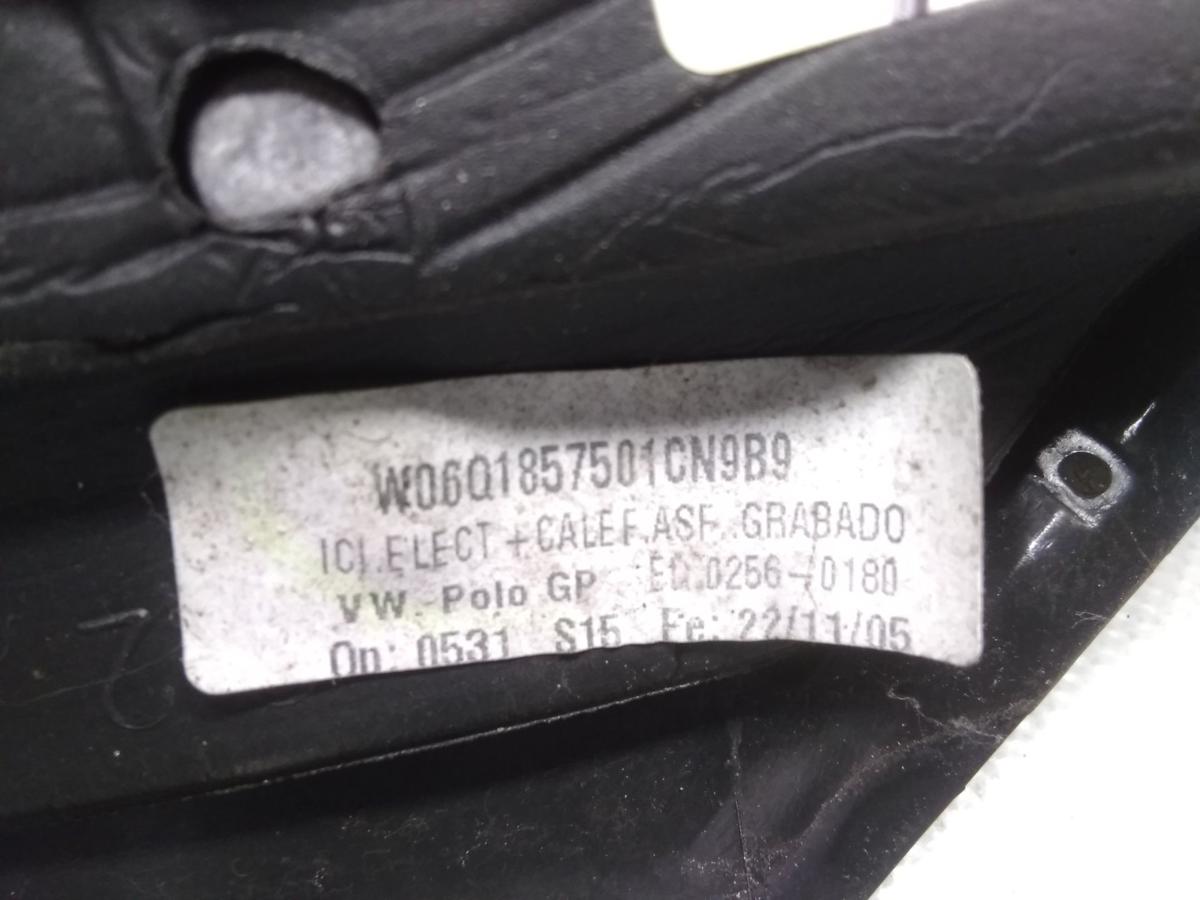 W06Q1857501CN9B9
ICI.ELECT +CALEF.ASF. GRABADO
VW. Polo GP EQ.0256-/0180
Op: 0531 S15 Fe: 22/11/05